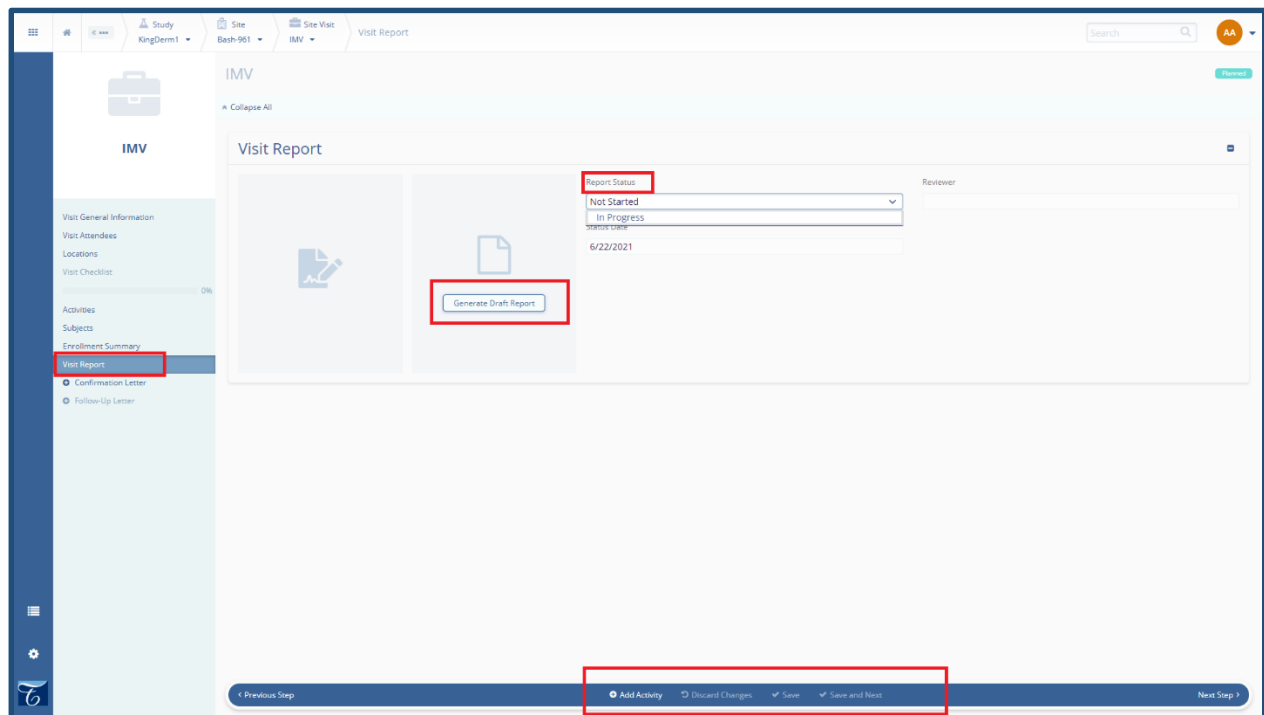 Study
KingDerm1
Site
Bash-961
Site Visit
IMV
Visit Report
Search
AA
IMV
Planned
Collapse All
IMV
Visit Report
Visit General Information
Visit Attendees
Locations
Visit Checklist
0%
Activities
Subjects
Enrollment Summary
Visit Report
Confirmation Letter
Follow-Up Letter
Generate Draft Report
Report Status
Not Started
In Progress
Status Date
6/22/2021
Reviewer
Previous Step
Add Activity
Discard Changes
Save
Save and Next
Next Step